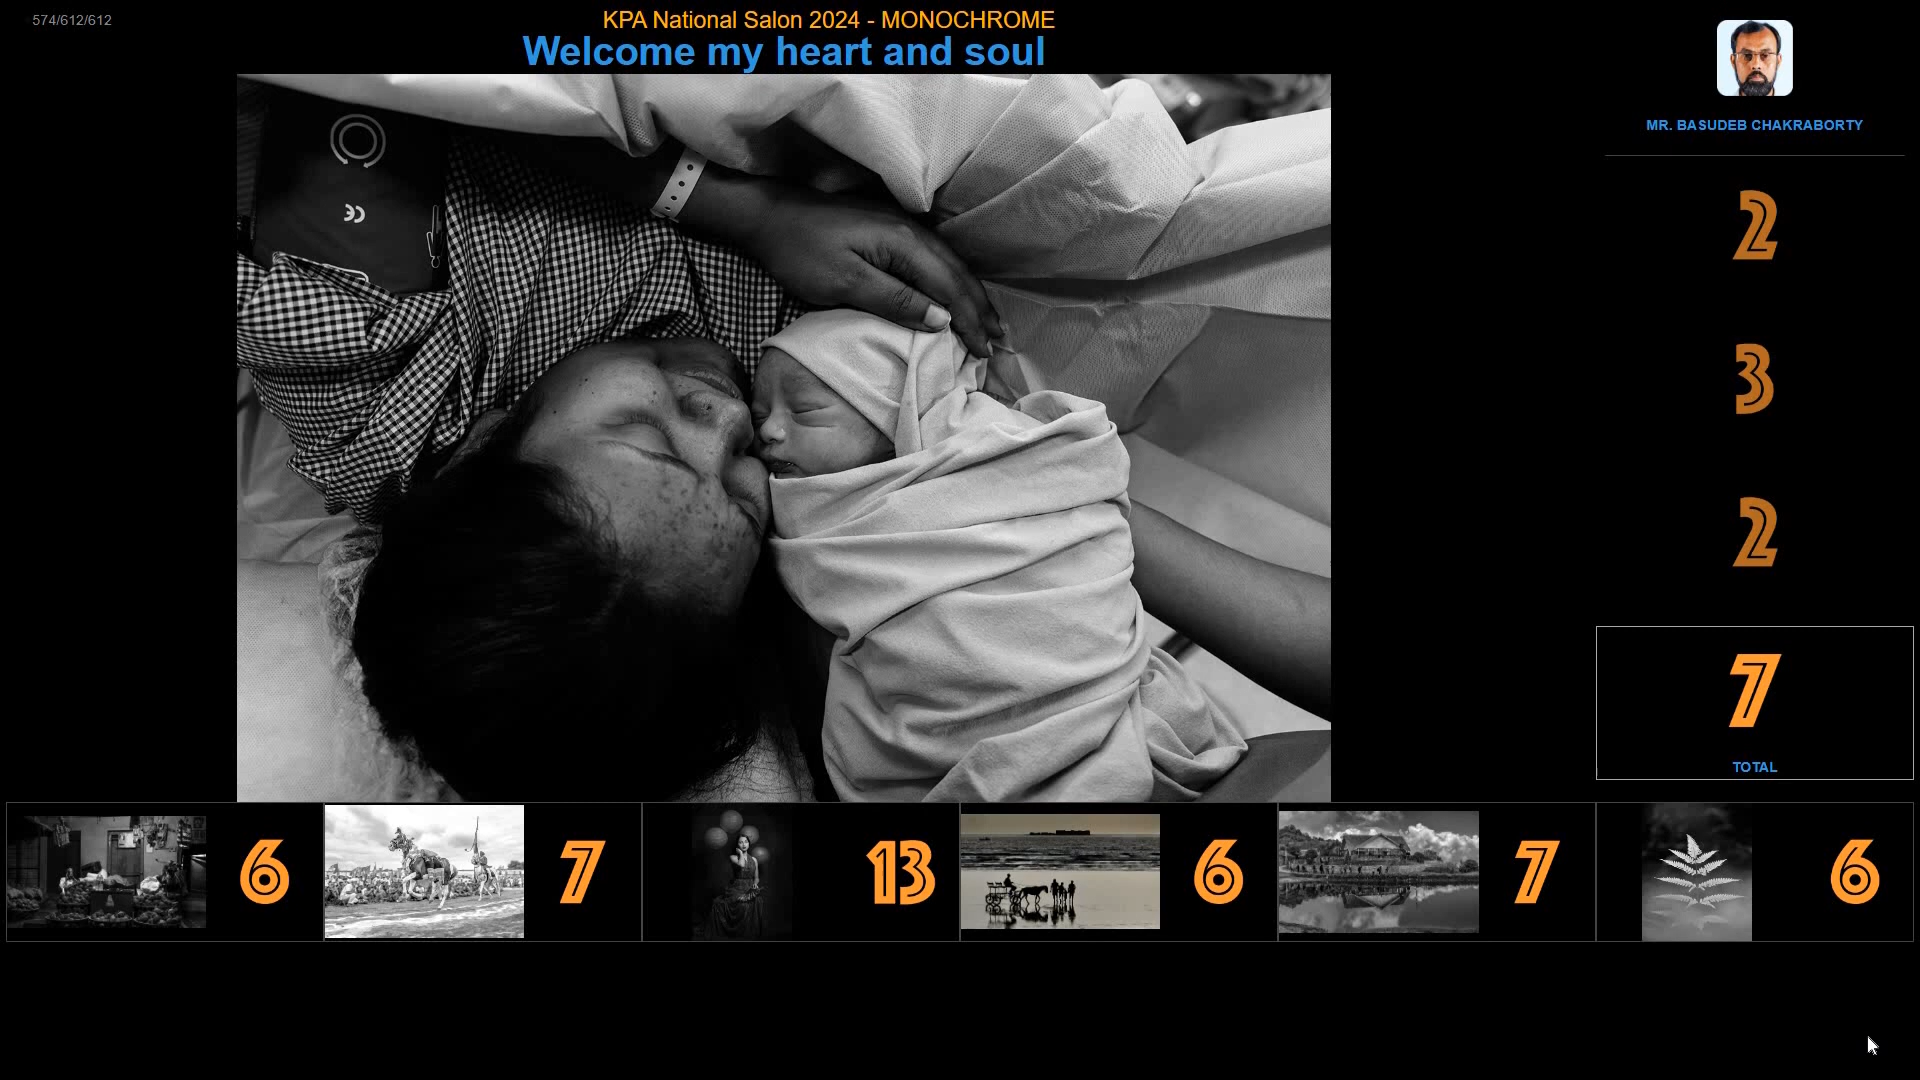 574/612/612
KPA National Salon 2024 - MONOCHROME
Welcome my heart and soul
MR. BASUDEB CHAKRABORTY
2
3
2
7
TOTAL
6
7
13
6
7
6